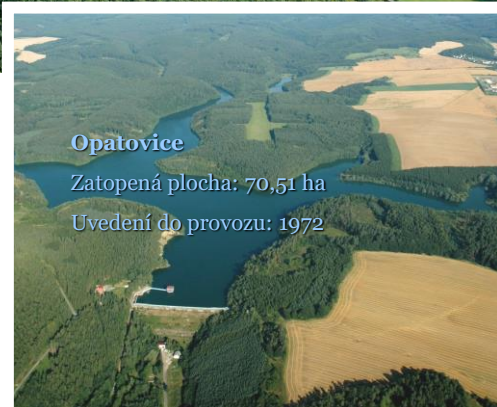 Opatovice
Zatopená plocha: 70,51 ha
Uvedení do provozu: 1972